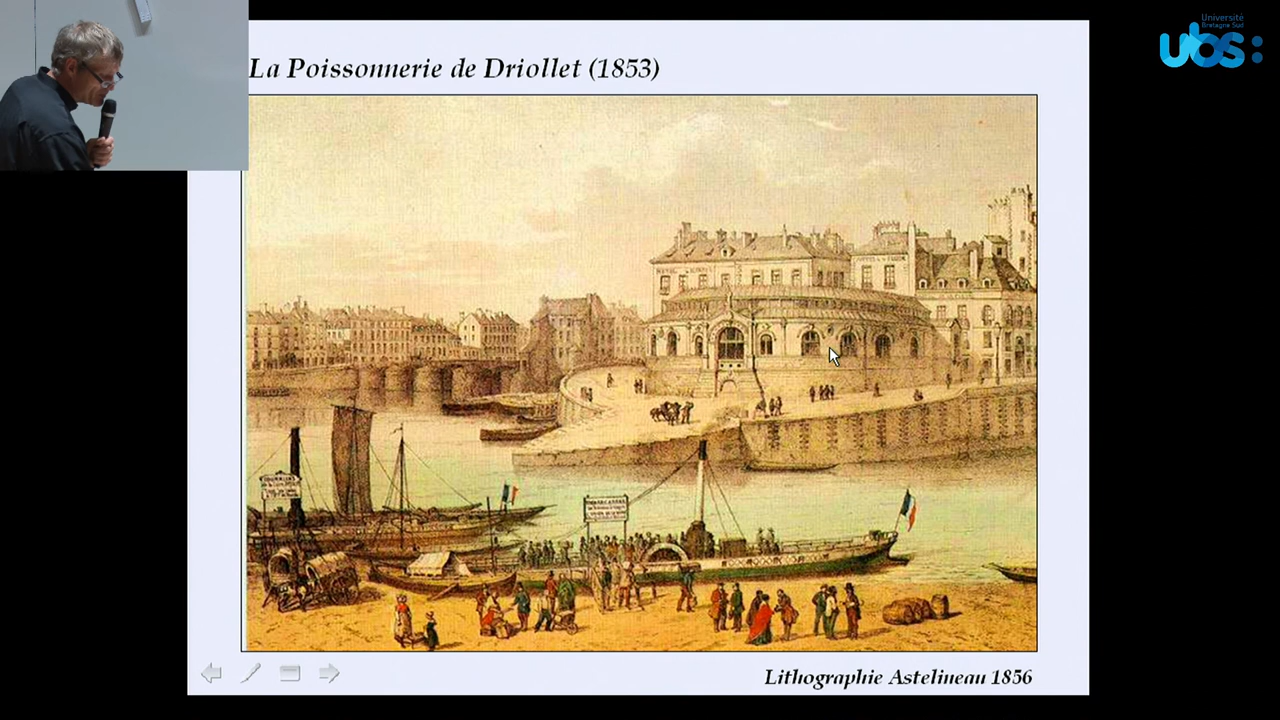 Université
Bretagne Sud
ubs:
La Poissonnerie de Driollet (1853)
Lithographie Astelineau 1856